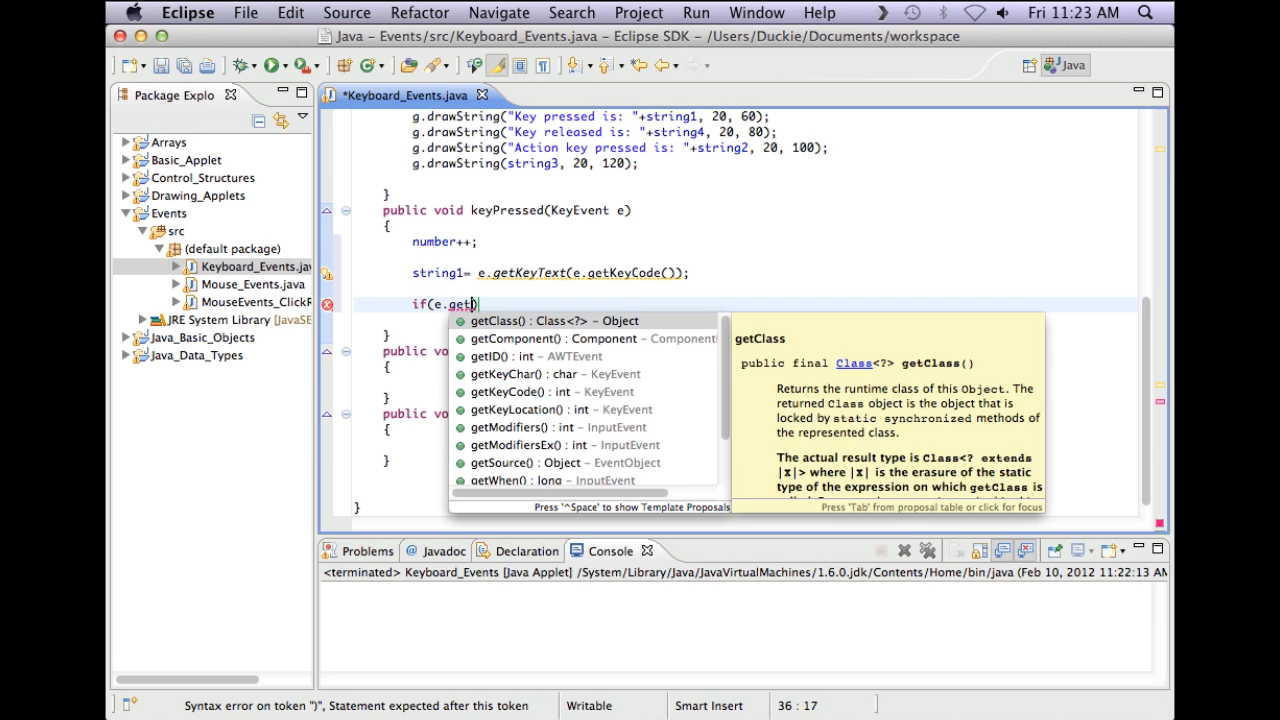 Eclipse File Edit Source Refactor Navigate Search Project Run Window Help Fri 11:23 AM
Java – Events/src/Keyboard_Events.java – Eclipse SDK – /Users/Duckie/Documents/workspace
Java
Package Explo
*Keyboard_Events.java
Arrays
Basic_Applet
Control_Structures
Drawing_Applets
Events
src
(default package)
Keyboard_Events.jav
Mouse_Events.java
MouseEvents_ClickR
JRE System Library [JavaSE
Java_Basic_Objects
Java_Data_Types
g.drawString("Key pressed is: "+string1, 20, 60);
g.drawString("Key released is: "+string4, 20, 80);
g.drawString("Action key pressed is: "+string2, 20, 100);
g.drawString(string3, 20, 120);
}
public void keyPressed(KeyEvent e)
{
number++;
string1= e.getKeyText(e.getKeyCode());
if(e.get)
}
public vo
{
}
public vo
{
}
}
getClass() : Class<?> – Object
getComponent() : Component – Component
getID() : int – AWTEvent
getKeyChar() : char – KeyEvent
getKeyCode() : int – KeyEvent
getKeyLocation() : int – KeyEvent
getModifiers() : int – InputEvent
getModifiersEx() : int – InputEvent
getSource() : Object – EventObject
getWhen() : long – InputEvent
Press '^Space' to show Template Proposals
getClass
public final Class<?> getClass()
Returns the runtime class of this Object. The
returned Class object is the object that is
locked by static synchronized methods of
the represented class.
The actual result type is Class<? extends
|X|> where |X| is the erasure of the static
type of the expression on which getClass is
Press 'Tab' from proposal table or click for focus
Problems @ Javadoc Declaration Console
<terminated> Keyboard_Events [Java Applet] /System/Library/Java/JavaVirtualMachines/1.6.0.jdk/Contents/Home/bin/java (Feb 10, 2012 11:22:13 AM
Syntax error on token ")", Statement expected after this token Writable Smart Insert 36 : 17